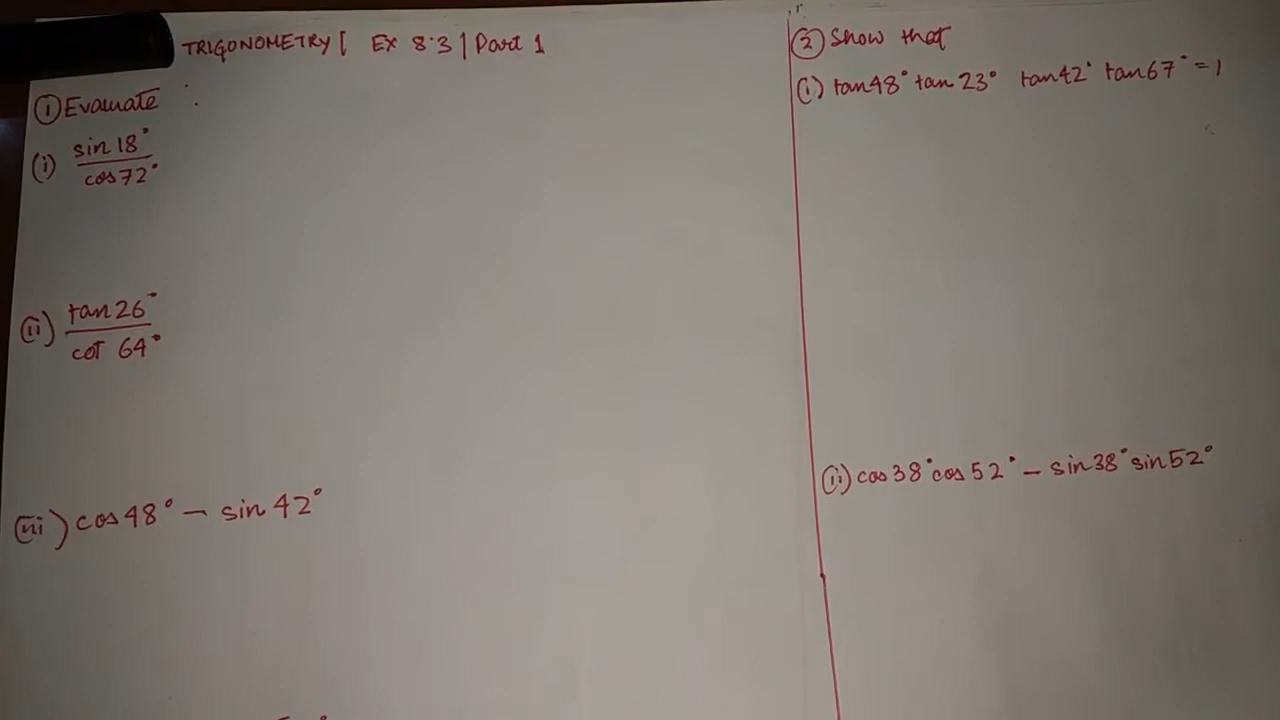 TRIGONOMETRY [ Ex 8.3 | Part 1
① Evaluate :
(i) sin 18° / cos 72°
(ii) tan 26° / cot 64°
(iii) cos 48° – sin 42°
② Show that
(i) tan 48° tan 23° tan 42° tan 67° = 1
(ii) cos 38° cos 52° – sin 38° sin 52°